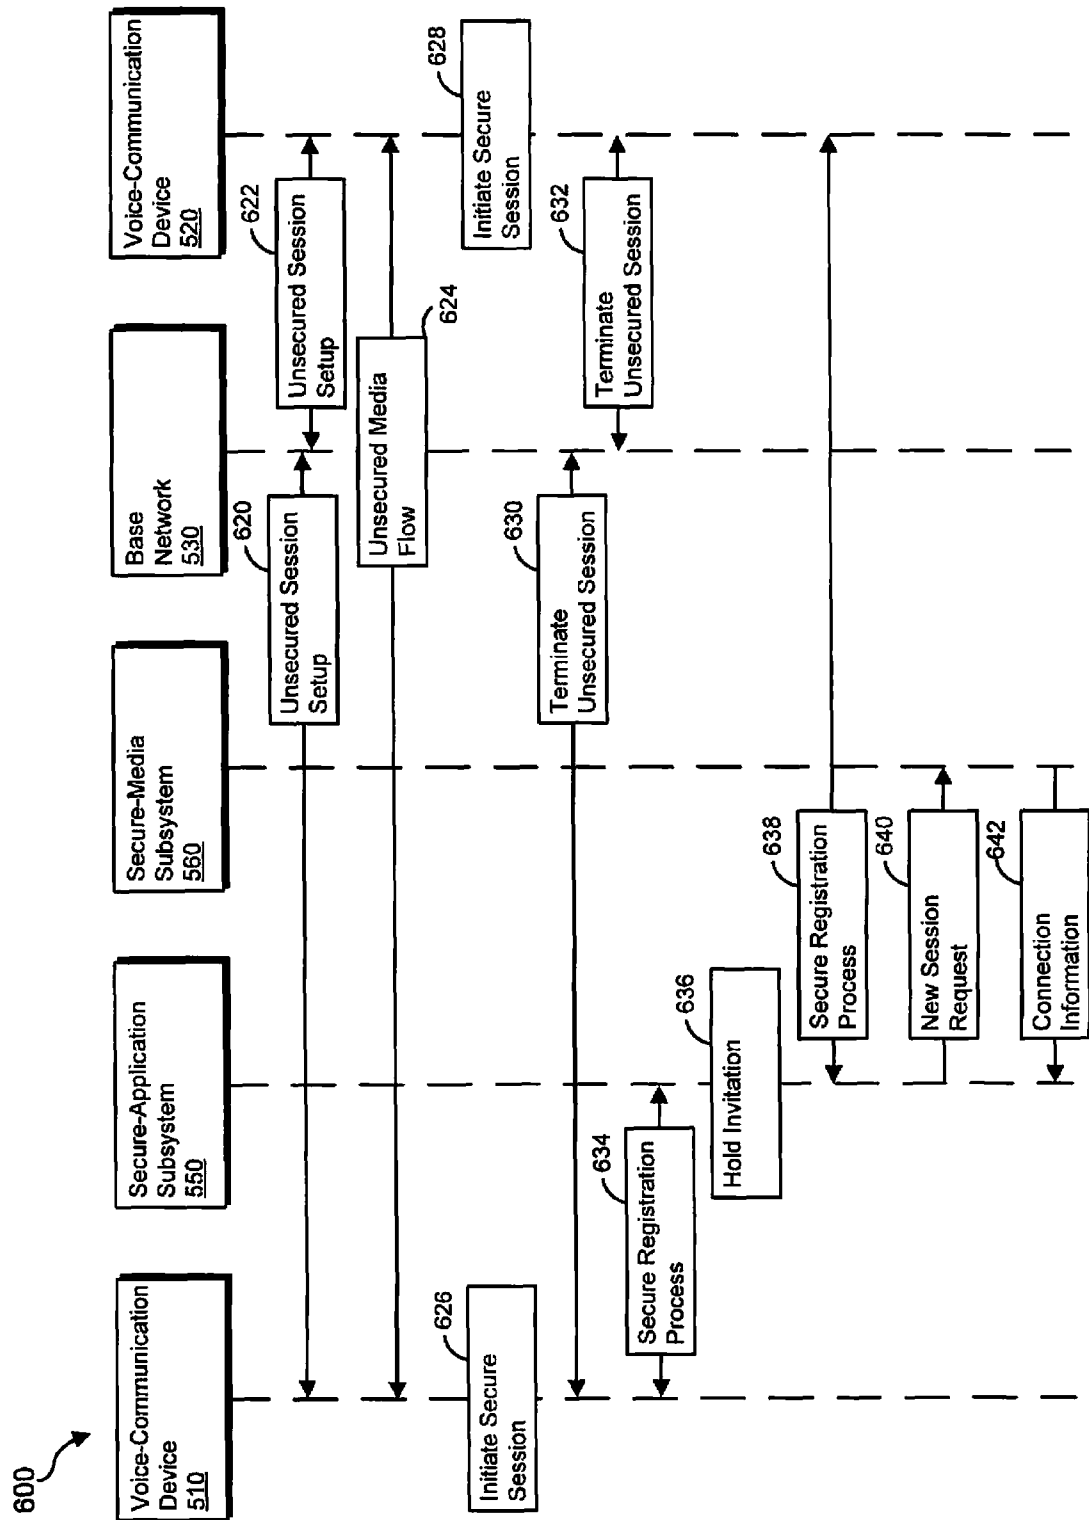 600
Voice-Communication
Device
510
Secure-Application
Subsystem
550
Secure-Media
Subsystem
560
Base
Network
530
Voice-Communication
Device
520
620
Unsecured Session
Setup
622
Unsecured Session
Setup
624
Unsecured Media
Flow
626
Initiate Secure
Session
628
Initiate Secure
Session
630
Terminate
Unsecured Session
632
Terminate
Unsecured Session
634
Secure Registration
Process
636
Hold Invitation
638
Secure Registration
Process
640
New Session
Request
642
Connection
Information